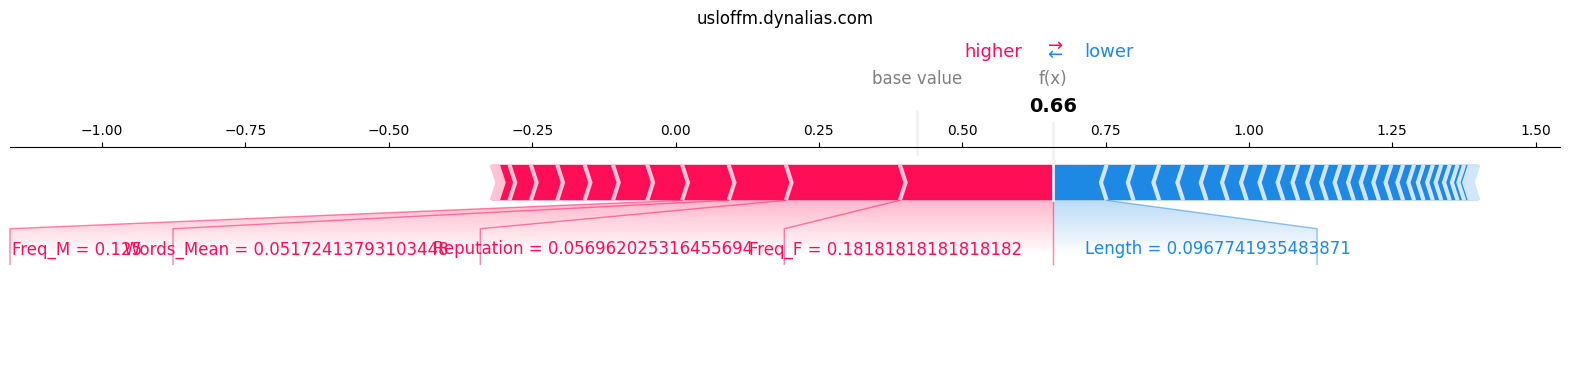 usloffm.dynalias.com
higher ⇄ lower
base value f(x)
0.66
−1.00 −0.75 −0.50 −0.25 0.00 0.25 0.50 0.75 1.00 1.25 1.50
Freq_M = 0.125 Words_Mean = 0.05172413793103448 Reputation = 0.056962025316455694 Freq_F = 0.18181818181818182 Length = 0.0967741935483871